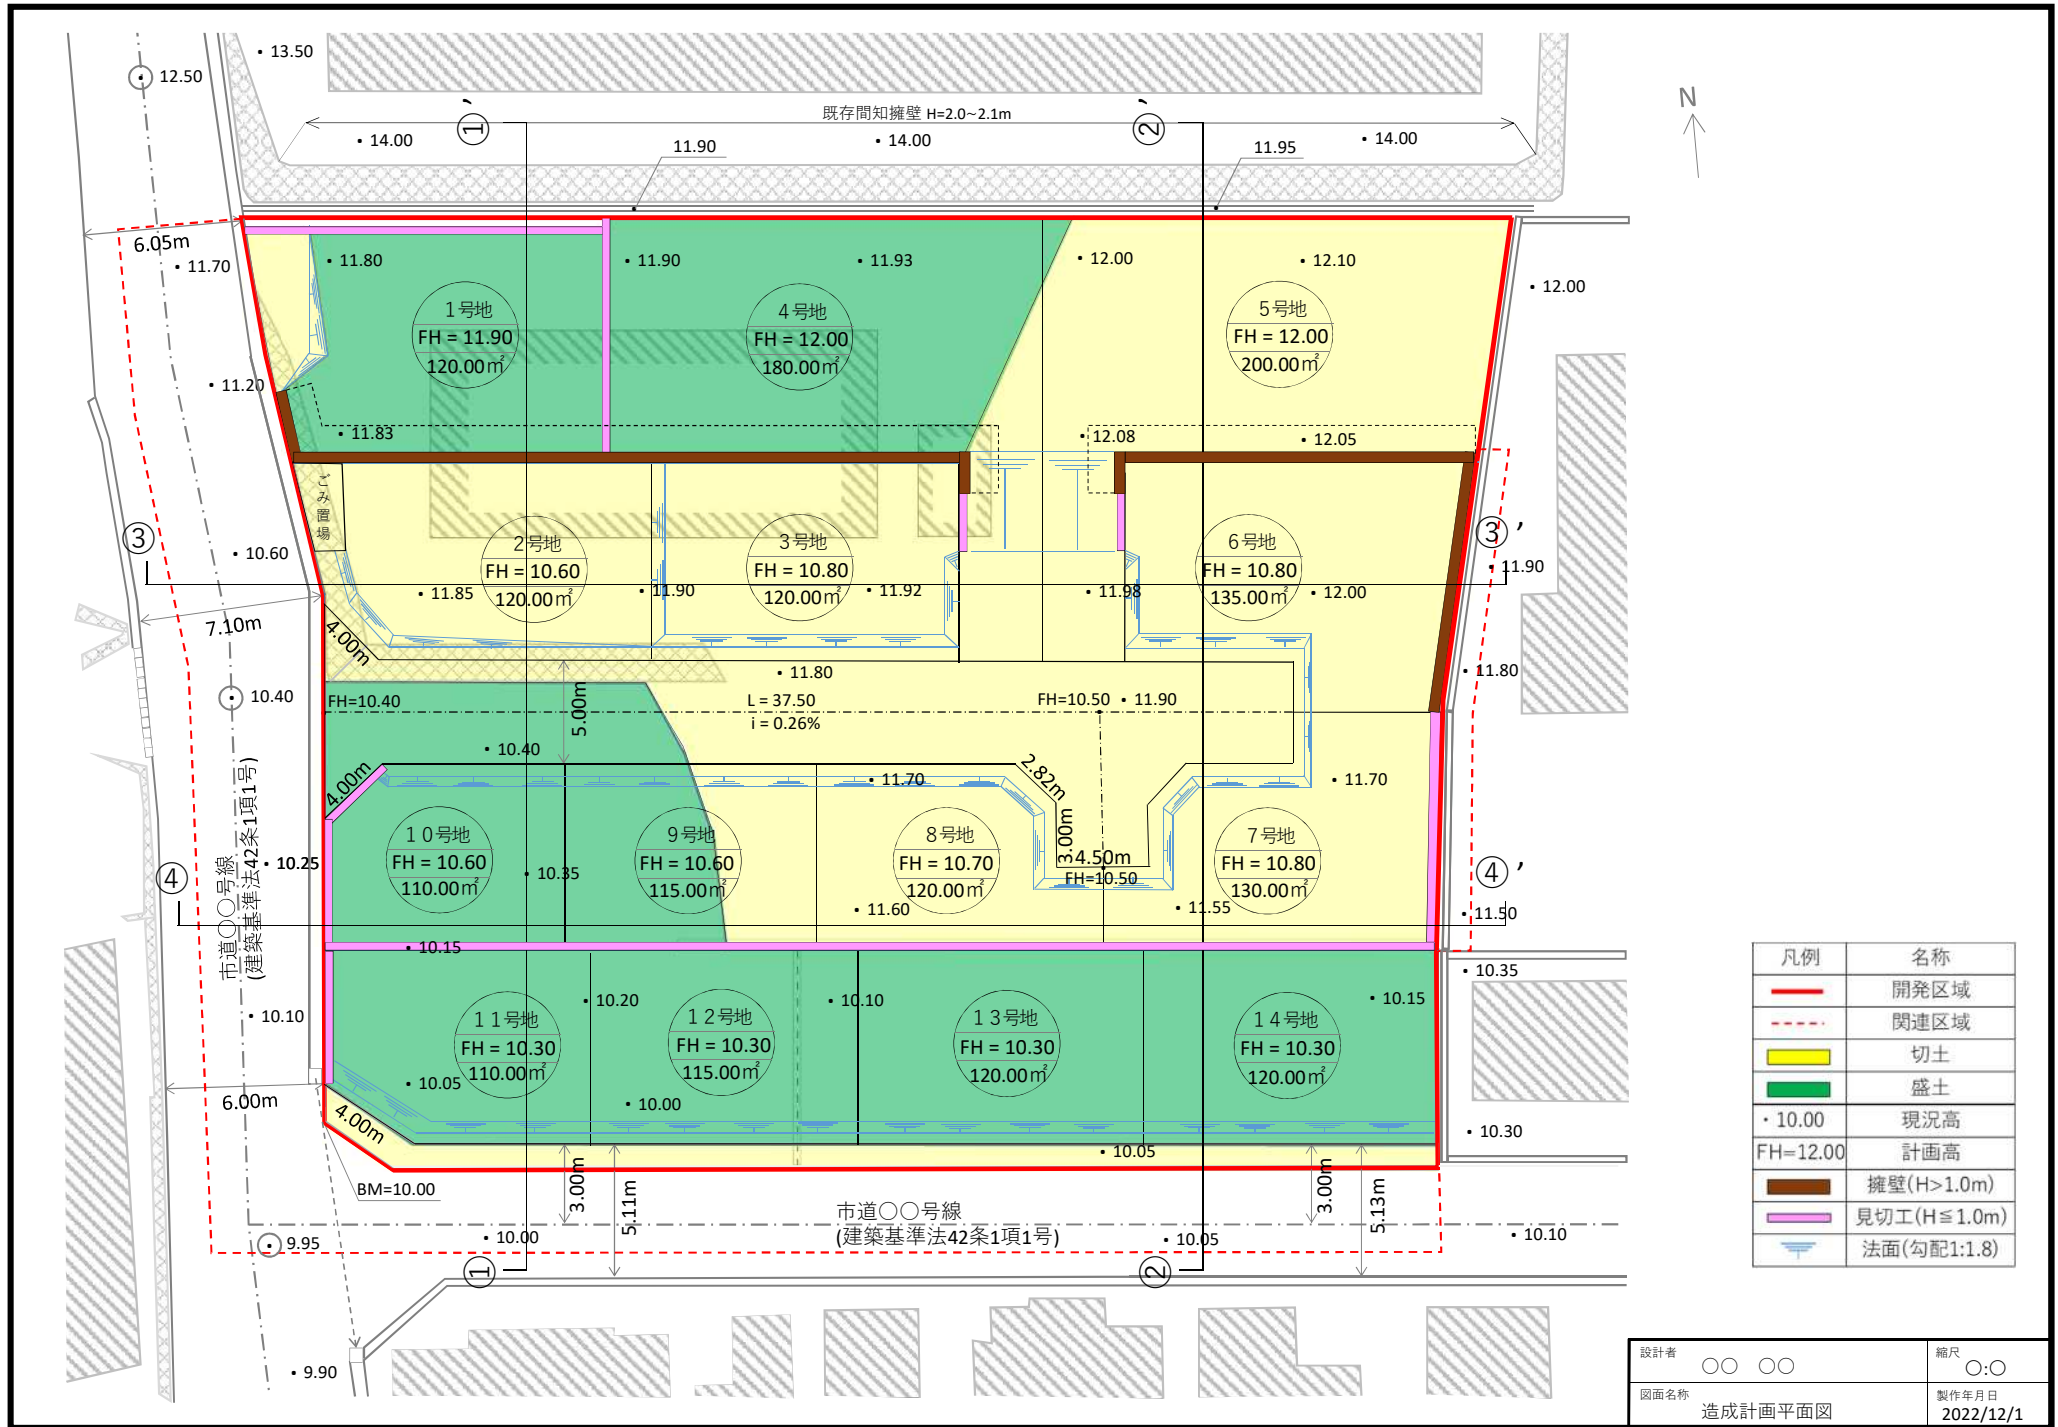 13.50
12.50
既存間知擁壁 H=2.0~2.1m
14.00
14.00
14.00
①’
②’
11.90
11.95
N
6.05m
11.70
11.80
11.90
11.93
12.00
12.10
12.00
1号地
FH = 11.90
120.00㎡
4号地
FH = 12.00
180.00㎡
5号地
FH = 12.00
200.00㎡
11.20
11.83
12.08
12.05
ごみ置場
③
③’
10.60
2号地
FH = 10.60
120.00㎡
3号地
FH = 10.80
120.00㎡
6号地
FH = 10.80
135.00㎡
11.85
11.90
11.92
11.98
12.00
11.90
7.10m
4.00m
11.80
11.80
10.40
FH=10.40
5.00m
L = 37.50
i = 0.26%
FH=10.50
11.90
10.40
11.70
11.70
4.00m
2.82m
3.00m
4.50m
FH=10.50
市道○○号線
(建築基準法42条1項1号)
10.25
10号地
FH = 10.60
110.00㎡
10.35
9号地
FH = 10.60
115.00㎡
8号地
FH = 10.70
120.00㎡
7号地
FH = 10.80
130.00㎡
④
④’
11.60
11.55
11.50
10.15
10.35
10.10
11号地
FH = 10.30
110.00㎡
10.20
12号地
FH = 10.30
115.00㎡
10.10
13号地
FH = 10.30
120.00㎡
14号地
FH = 10.30
120.00㎡
10.15
10.05
10.00
6.00m
4.00m
10.05
10.30
BM=10.00
3.00m
5.11m
3.00m
5.13m
市道○○号線
(建築基準法42条1項1号)
9.95
10.00
10.05
10.10
①
②
9.90
凡例 名称
開発区域
関連区域
切土
盛土
・10.00 現況高
FH=12.00 計画高
擁壁(H>1.0m)
見切工(H≦1.0m)
法面(勾配1:1.8)
設計者 ○○ ○○
縮尺 ○:○
図面名称 造成計画平面図
製作年月日 2022/12/1